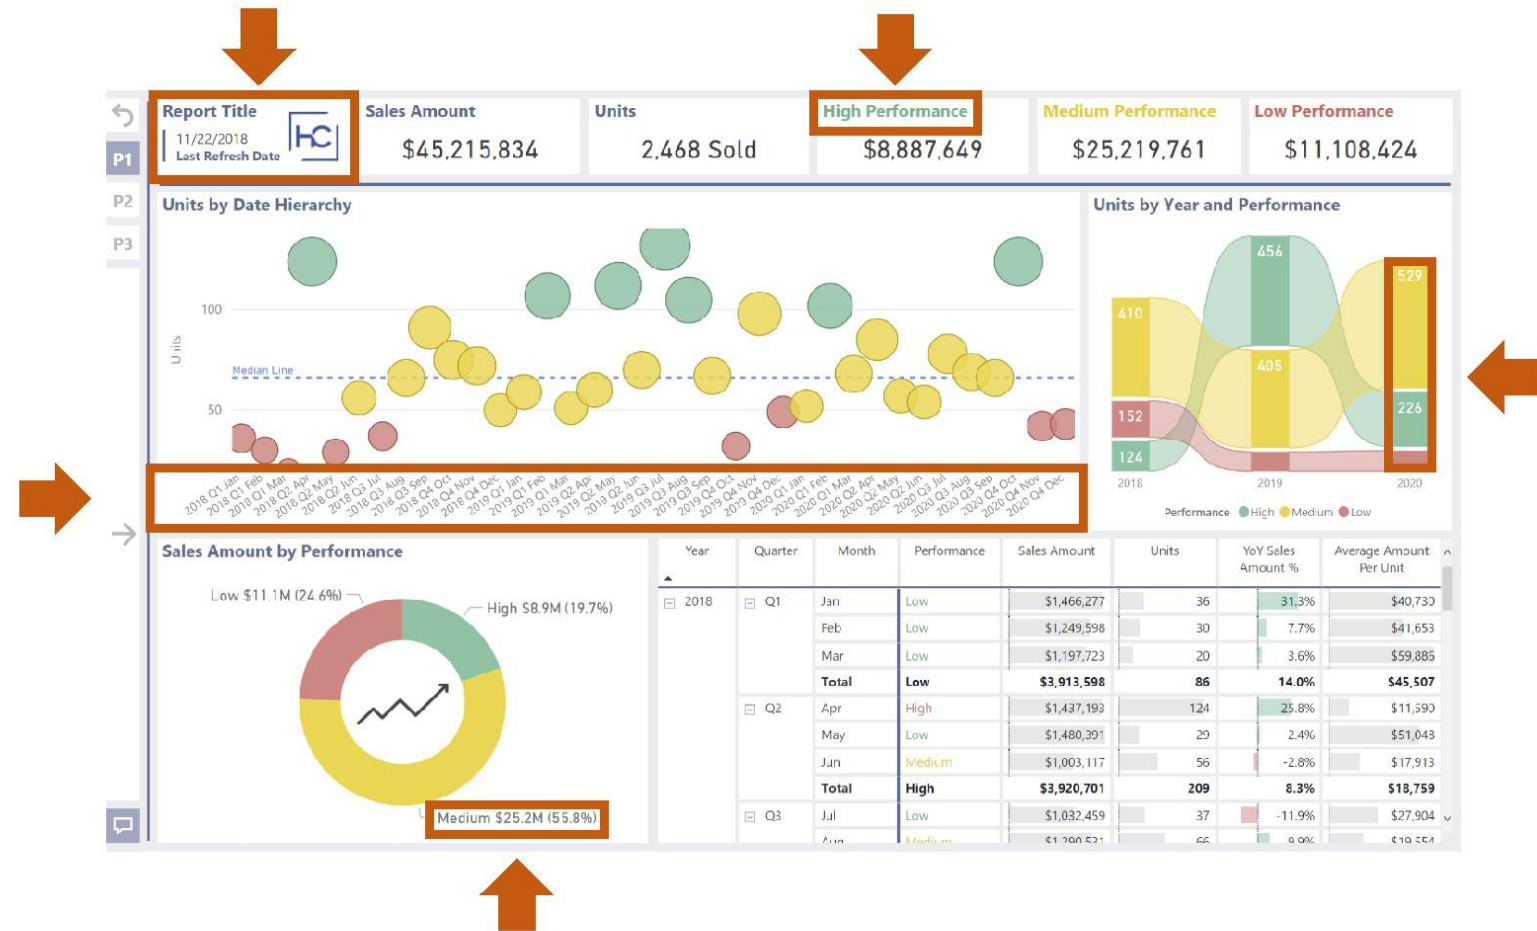 Report Title
11/22/2018
Last Refresh Date
HC
Sales Amount
$45,215,834
Units
2,468 Sold
High Performance
$8,887,649
Medium Performance
$25,219,761
Low Performance
$11,108,424
P1
P2
P3
Units by Date Hierarchy
Units
100
50
Median Line
2018 Q1 Jan
2018 Q1 Feb
2018 Q1 Mar
2018 Q2 Apr
2018 Q2 May
2018 Q2 Jun
2018 Q3 Jul
2018 Q3 Aug
2018 Q3 Sep
2018 Q4 Oct
2018 Q4 Nov
2018 Q4 Dec
2019 Q1 Jan
2019 Q1 Feb
2019 Q1 Mar
2019 Q2 Apr
2019 Q2 May
2019 Q2 Jun
2019 Q3 Jul
2019 Q3 Aug
2019 Q3 Sep
2019 Q4 Oct
2019 Q4 Nov
2019 Q4 Dec
2020 Q1 Jan
2020 Q1 Feb
2020 Q1 Mar
2020 Q2 Apr
2020 Q2 May
2020 Q2 Jun
2020 Q3 Jul
2020 Q3 Aug
2020 Q3 Sep
2020 Q4 Oct
2020 Q4 Nov
2020 Q4 Dec
Units by Year and Performance
410
152
124
456
405
529
226
2018
2019
2020
Performance High Medium Low
Sales Amount by Performance
Low $11.1M (24.6%)
High $8.9M (19.7%)
Medium $25.2M (55.8%)
Year Quarter Month Performance Sales Amount Units YoY Sales Amount % Average Amount Per Unit
2018 Q1 Jan Low $1,466,277 36 31.3% $40,730
Feb Low $1,249,598 30 7.7% $41,653
Mar Low $1,197,723 20 3.6% $59,886
Total Low $3,913,598 86 14.0% $45,507
Q2 Apr High $1,437,193 124 25.8% $11,590
May Low $1,480,391 29 2.4% $51,048
Jun Medium $1,003,117 56 -2.8% $17,913
Total High $3,920,701 209 8.3% $18,759
Q3 Jul Low $1,032,459 37 -11.9% $27,904
Aug Medium $1,290,531 66 9.9% $19,554